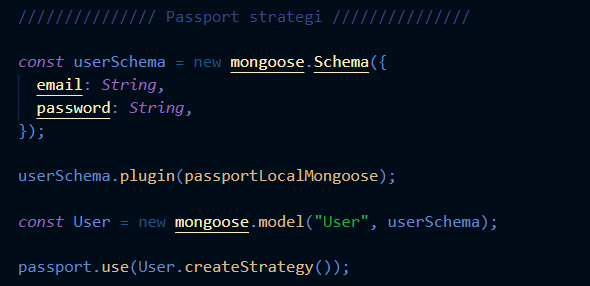 /////////////// Passport strategi ///////////////
const userSchema = new mongoose.Schema({
  email: String,
  password: String,
});
userSchema.plugin(passportLocalMongoose);
const User = new mongoose.model("User", userSchema);
passport.use(User.createStrategy());